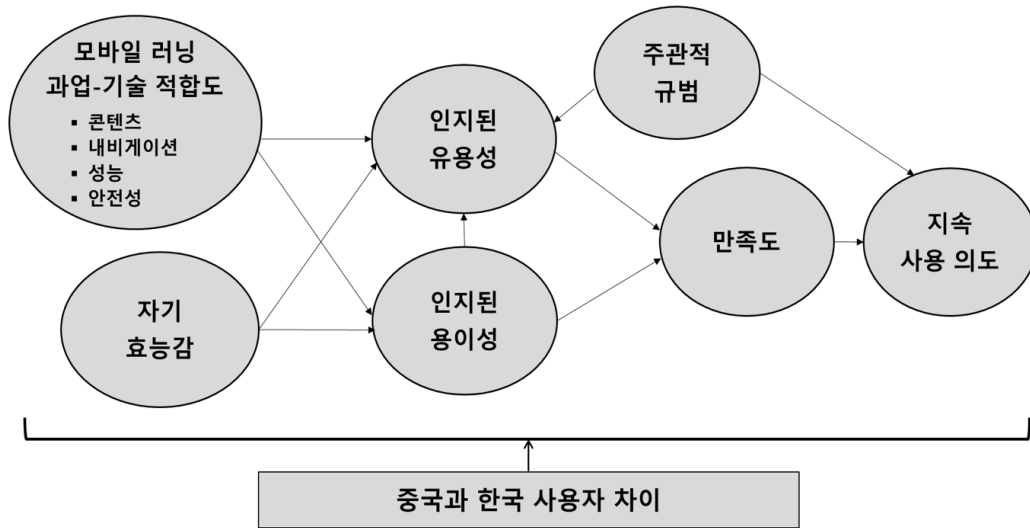 모바일 러닝
과업-기술 적합도
▪ 콘텐츠
▪ 내비게이션
▪ 성능
▪ 안전성
자기
효능감
인지된
유용성
인지된
용이성
주관적
규범
만족도
지속
사용 의도
중국과 한국 사용자 차이